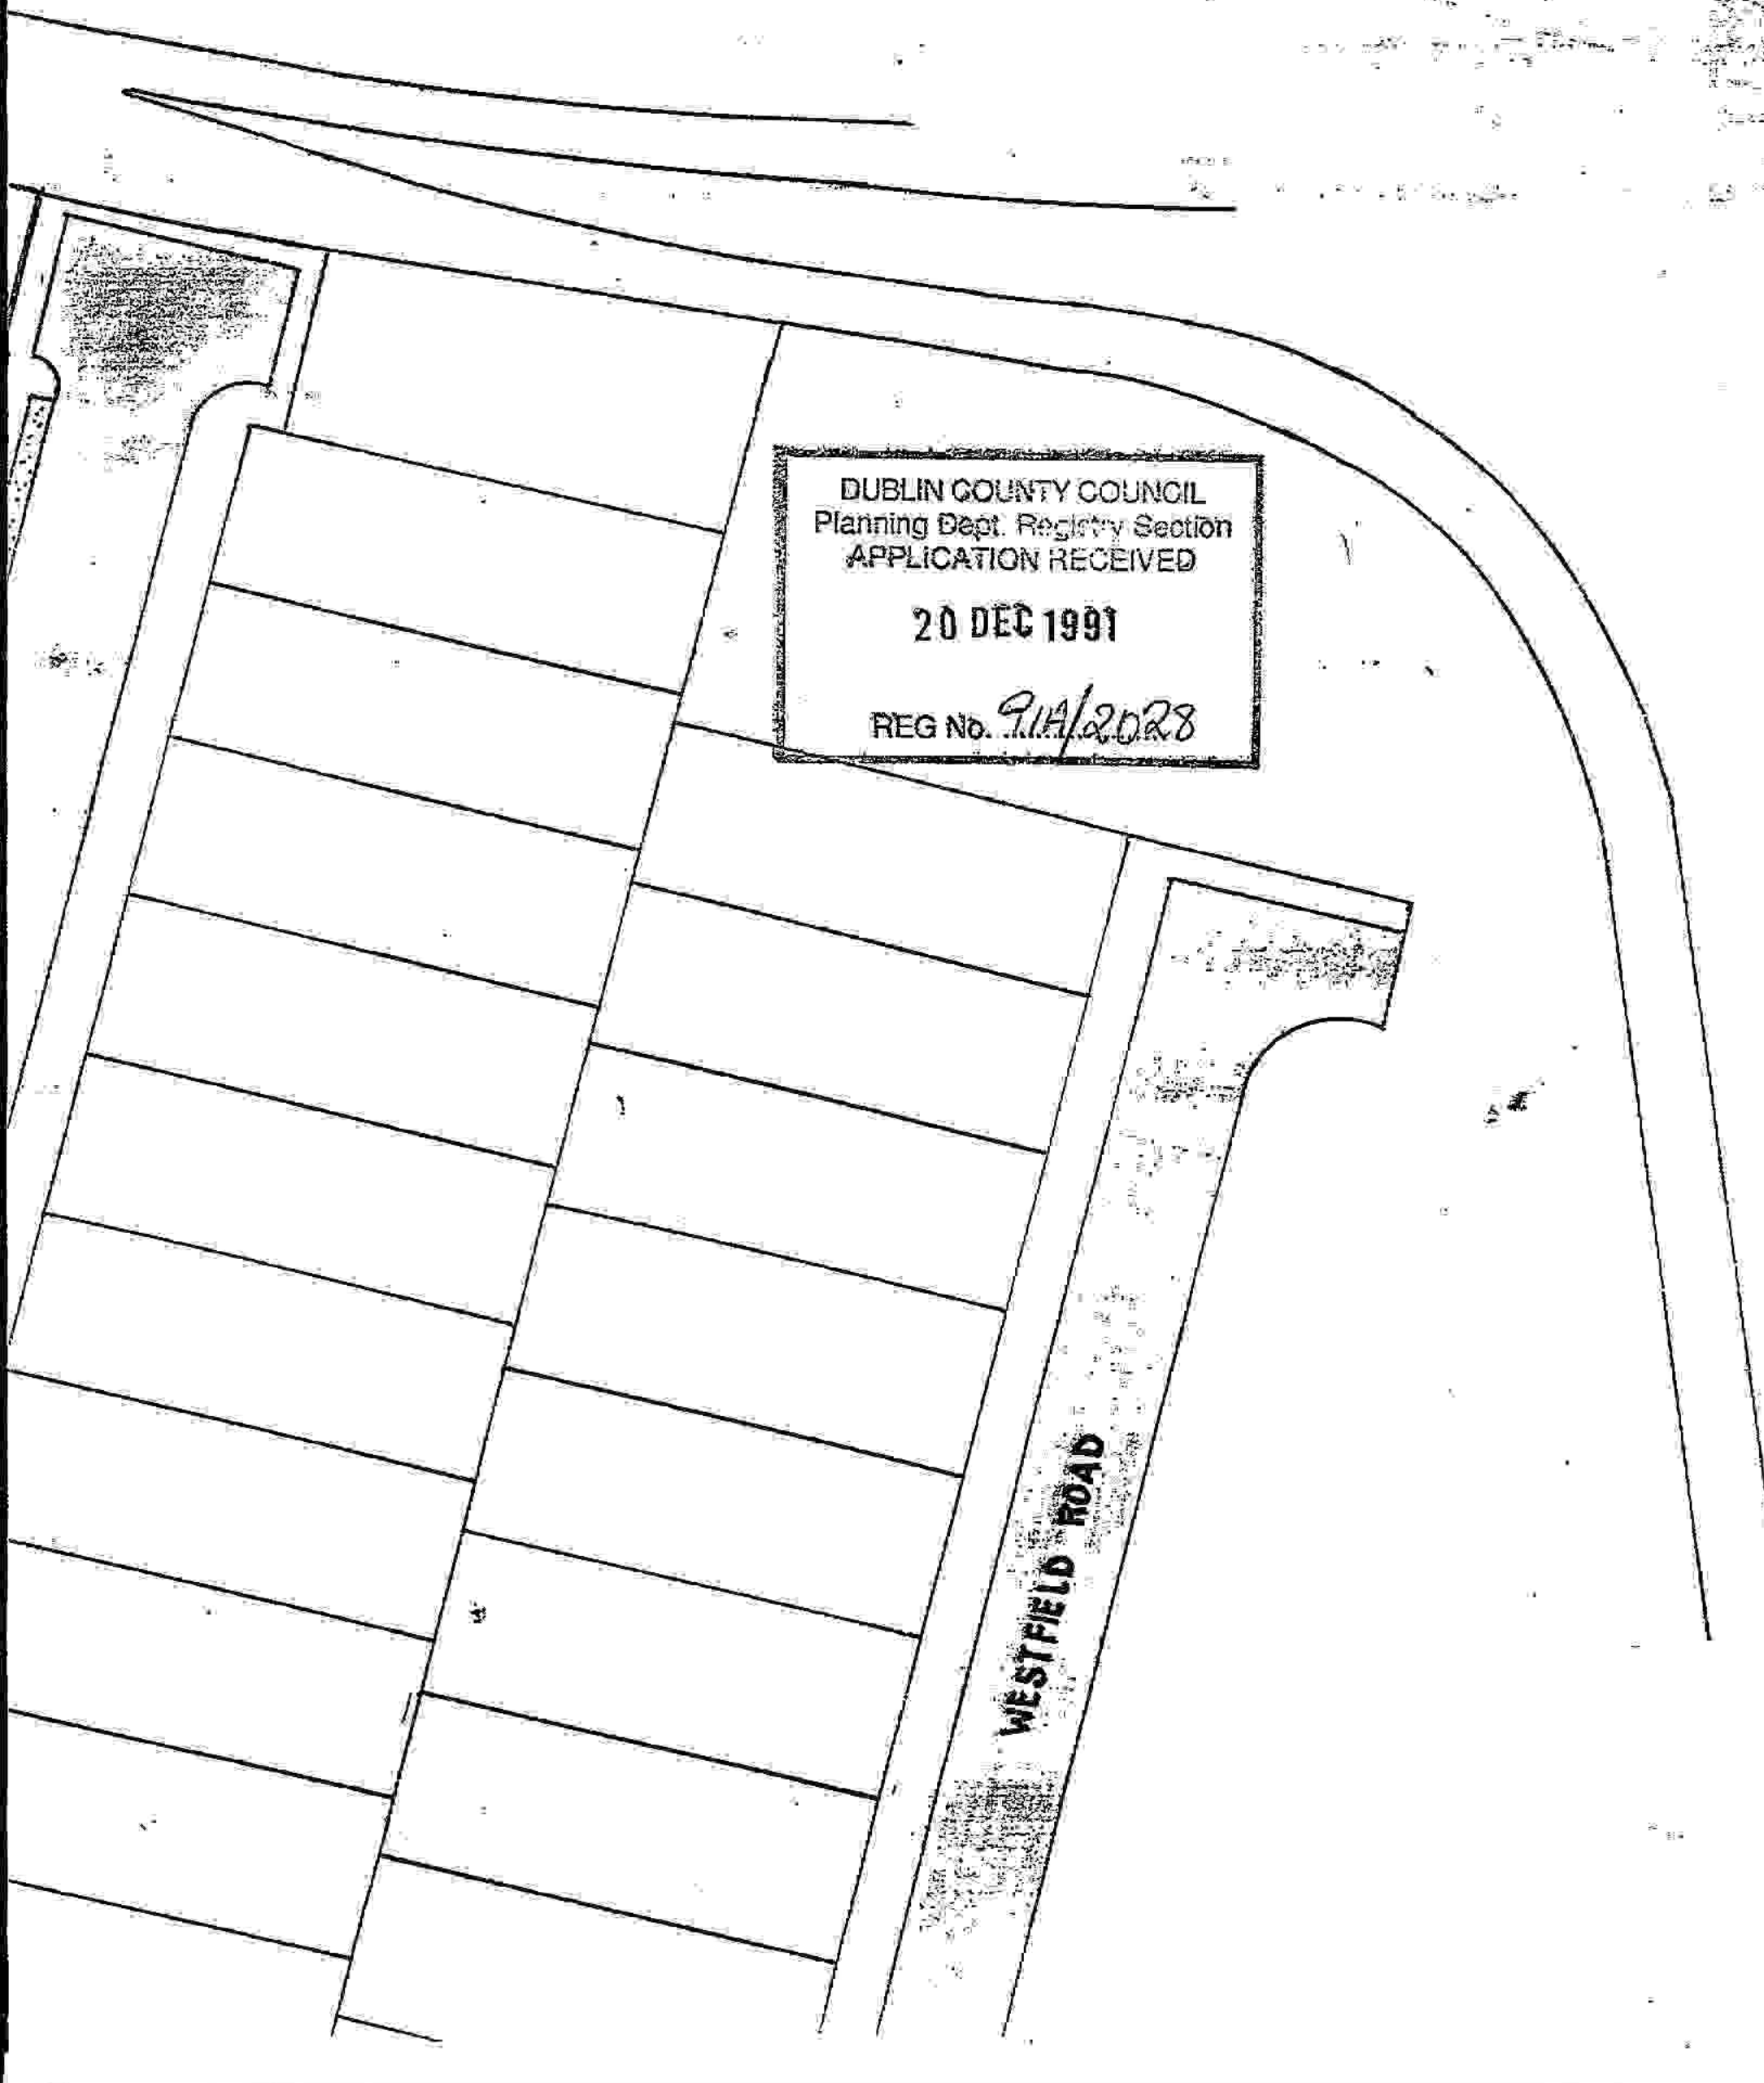 DUBLIN COUNTY COUNCIL
Planning Dept. Registry Section
APPLICATION RECEIVED
20 DEC 1991
REG No. 91A/2028
WESTFIELD ROAD